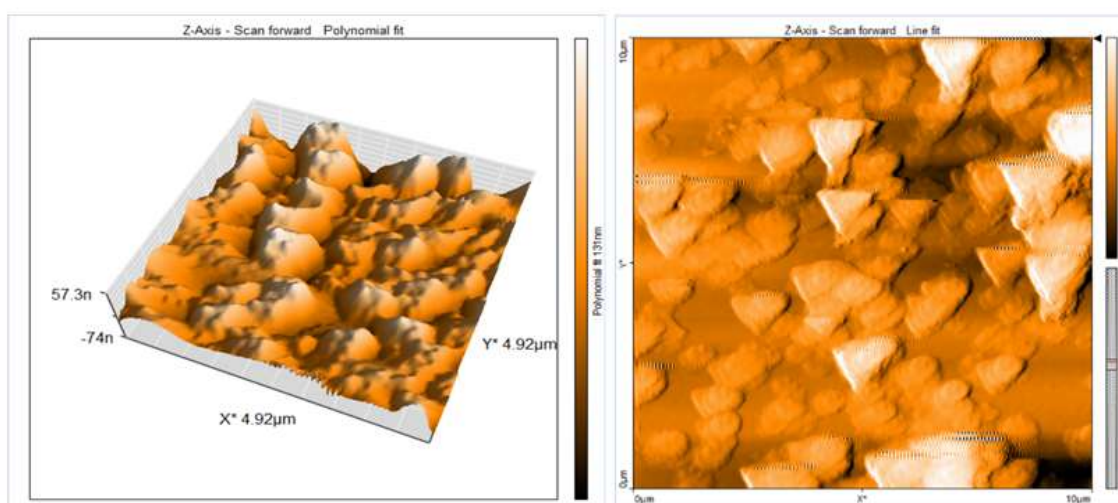 Z-Axis - Scan forward Polynomial fit
57.3n
-74n
X* 4.92µm
Y* 4.92µm
Polynomial fit 131nm
Z-Axis - Scan forward Line fit
10µm
Y*
0µm
0µm
X*
10µm